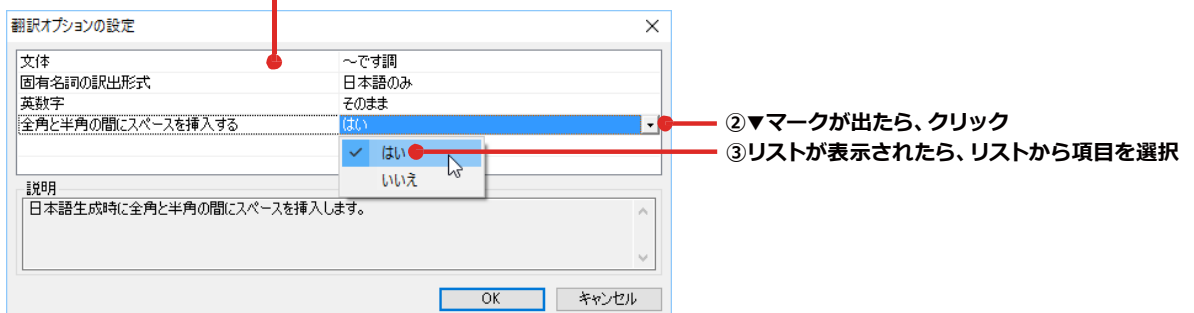 翻訳オプションの設定
文体 ～です調
固有名詞の訳出形式 日本語のみ
英数字 そのまま
全角と半角の間にスペースを挿入する はい
②▼マークが出たら、クリック
はい
③リストが表示されたら、リストから項目を選択
いいえ
説明
日本語生成時に全角と半角の間にスペースを挿入します。
OK キャンセル